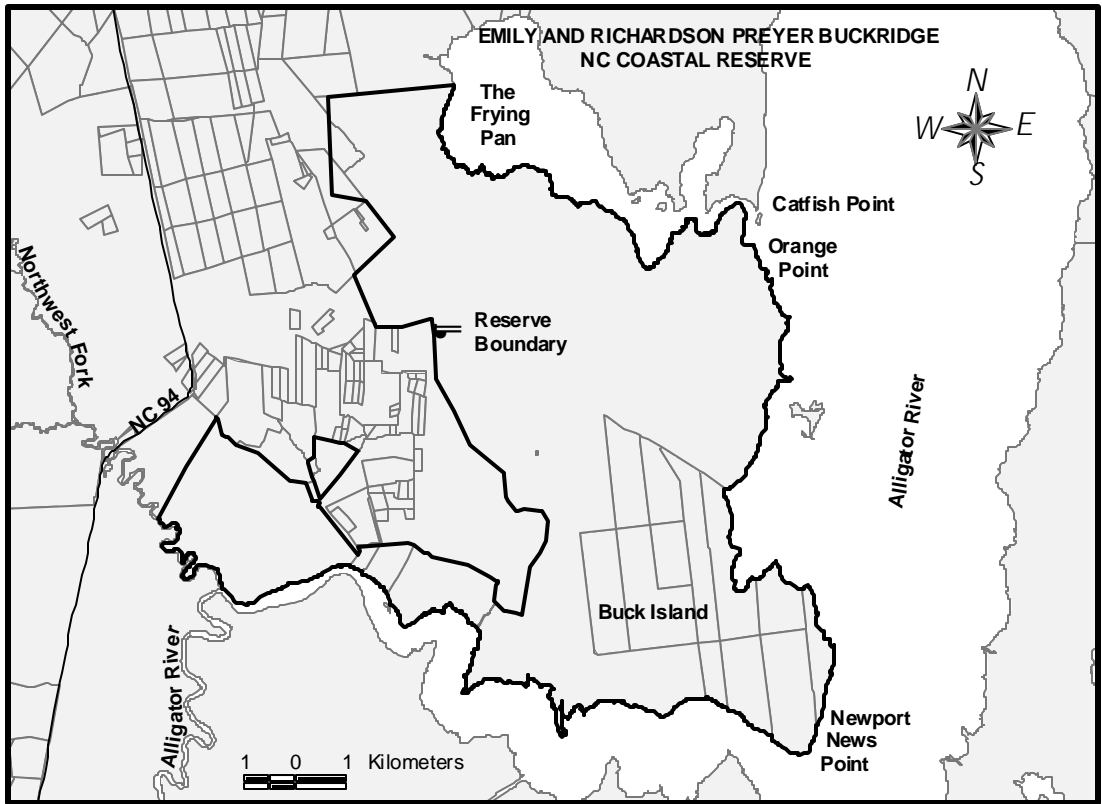 EMILY AND RICHARDSON PREYER BUCKRIDGE
NC COASTAL RESERVE
The
Frying
Pan
N
W
E
S
Catfish Point
Orange
Point
Northwest Fork
Reserve
Boundary
NC 94
Alligator River
Buck Island
Alligator River
Newport
News
Point
1 0 1 Kilometers